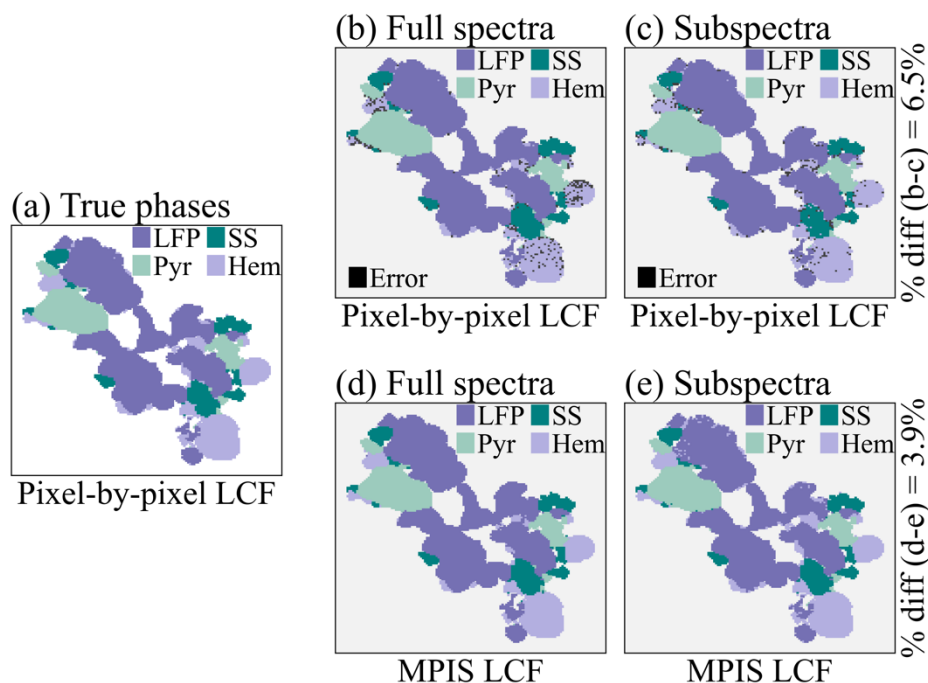 (a) True phases
LFP SS
Pyr Hem
Pixel-by-pixel LCF
(b) Full spectra
LFP SS
Pyr Hem
Error
Pixel-by-pixel LCF
(c) Subspectra
LFP SS
Pyr Hem
Error
Pixel-by-pixel LCF
% diff (b-c) = 6.5%
(d) Full spectra
LFP SS
Pyr Hem
MPIS LCF
(e) Subspectra
LFP SS
Pyr Hem
MPIS LCF
% diff (d-e) = 3.9%